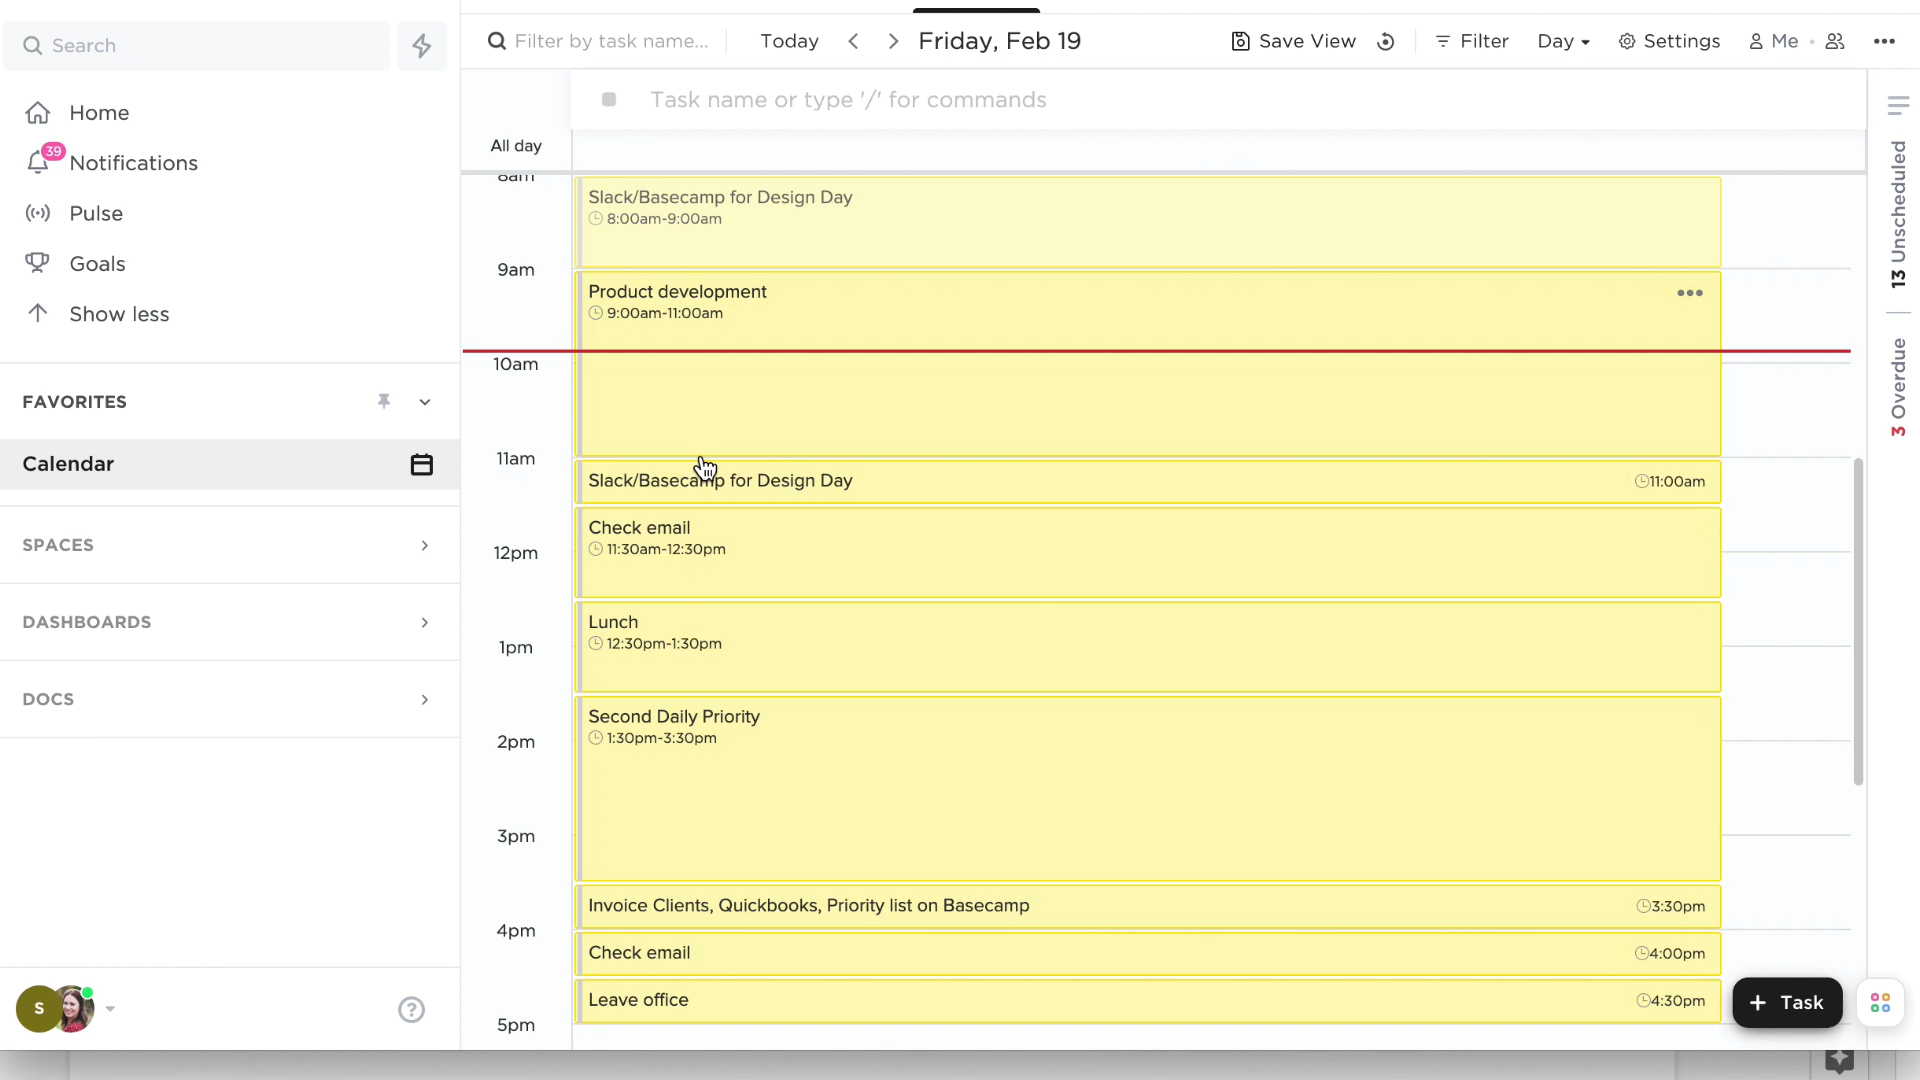 Search
Home
39
Notifications
Pulse
Goals
Show less
FAVORITES
Calendar
SPACES
DASHBOARDS
DOCS
S
Filter by task name...
Today
Friday, Feb 19
Save View
Filter
Day
Settings
Me
Task name or type '/' for commands
All day
8am
Slack/Basecamp for Design Day
8:00am-9:00am
9am
Product development
9:00am-11:00am
10am
11am
Slack/Basecamp for Design Day
11:00am
Check email
11:30am-12:30pm
12pm
Lunch
12:30pm-1:30pm
1pm
Second Daily Priority
1:30pm-3:30pm
2pm
3pm
Invoice Clients, Quickbooks, Priority list on Basecamp
3:30pm
4pm
Check email
4:00pm
Leave office
4:30pm
5pm
13 Unscheduled
3 Overdue
+ Task